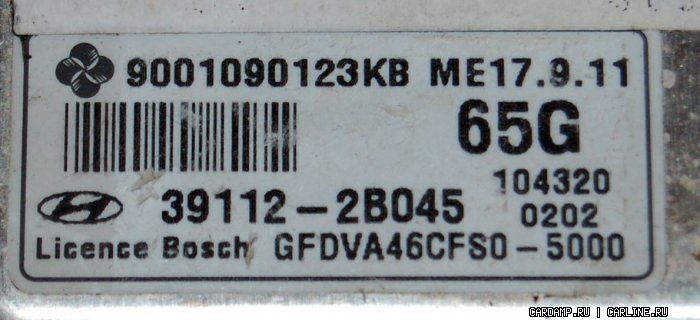 9001090123KB ME17.9.11
65G
39112-2B045
104320
0202
Licence Bosch GFDVA46CFS0-5000
CARDAMP.RU | CARLINE.RU